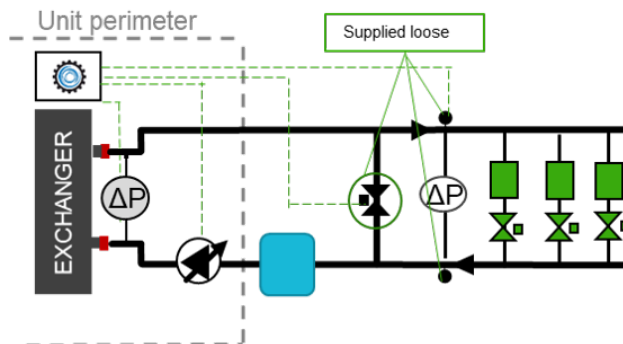 Unit perimeter
Supplied loose
EXCHANGER
ΔP
ΔP